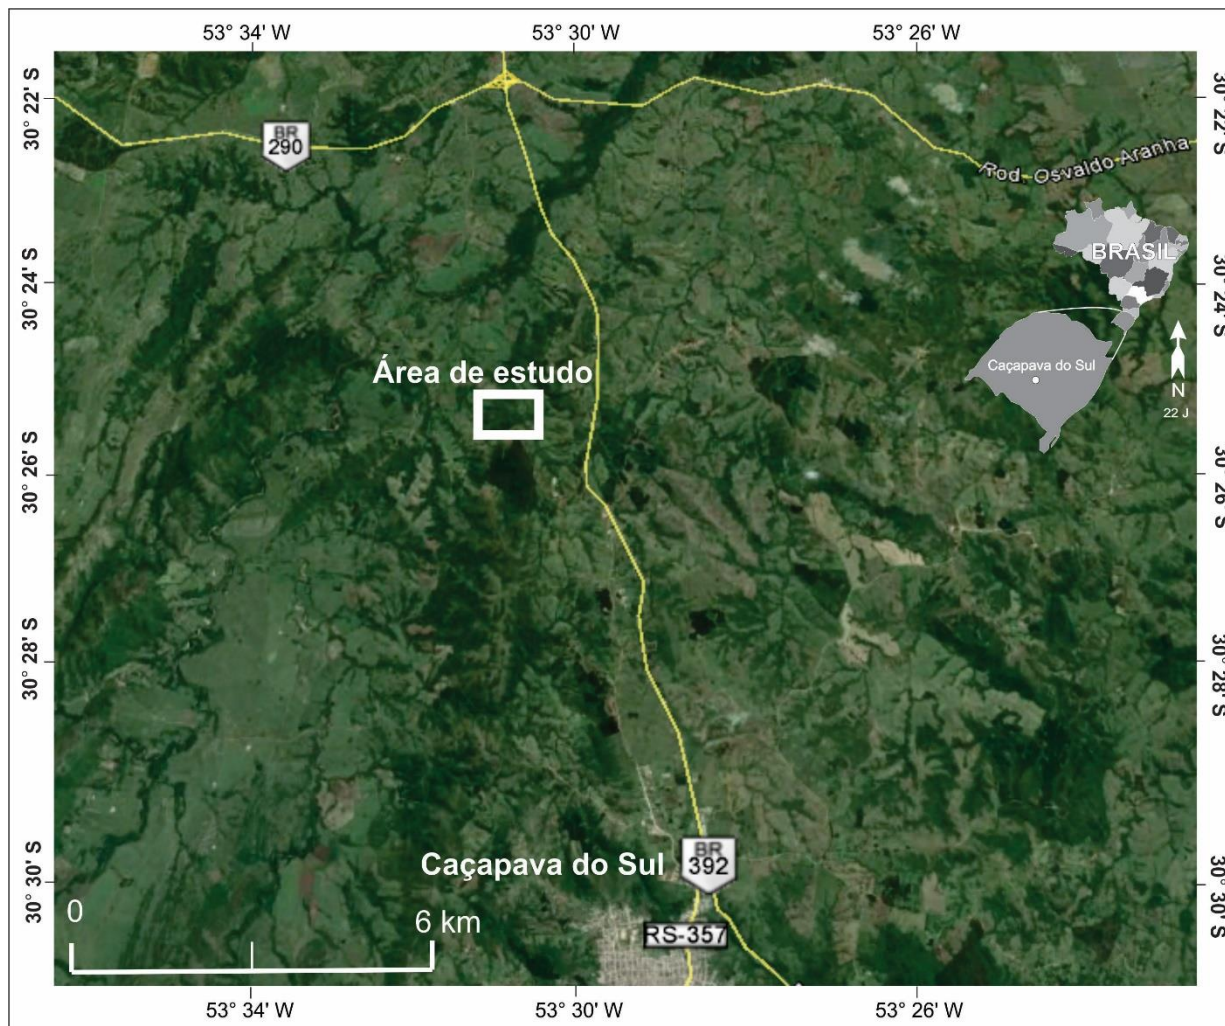 53° 34' W
53° 30' W
53° 26' W
30° 22' S
30° 22' S
BR
290
Rod. Osvaldo Aranha
BRASIL
30° 24' S
30° 24' S
Caçapava do Sul
N
22 J
Área de estudo
30° 26' S
30° 26' S
30° 28' S
30° 28' S
Caçapava do Sul
BR
392
30° 30' S
30° 30' S
0
6 km
RS-357
53° 34' W
53° 30' W
53° 26' W